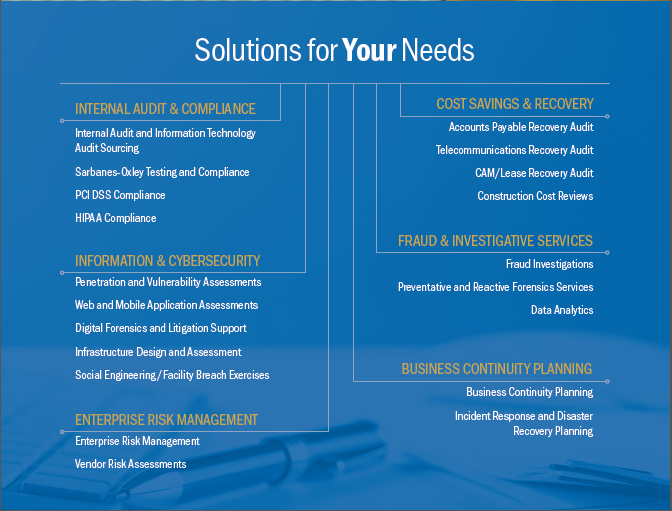 Solutions for Your Needs
INTERNAL AUDIT & COMPLIANCE
Internal Audit and Information Technology
Audit Sourcing
Sarbanes-Oxley Testing and Compliance
PCI DSS Compliance
HIPAA Compliance
INFORMATION & CYBERSECURITY
Penetration and Vulnerability Assessments
Web and Mobile Application Assessments
Digital Forensics and Litigation Support
Infrastructure Design and Assessment
Social Engineering/Facility Breach Exercises
ENTERPRISE RISK MANAGEMENT
Enterprise Risk Management
Vendor Risk Assessments
COST SAVINGS & RECOVERY
Accounts Payable Recovery Audit
Telecommunications Recovery Audit
CAM/Lease Recovery Audit
Construction Cost Reviews
FRAUD & INVESTIGATIVE SERVICES
Fraud Investigations
Preventative and Reactive Forensics Services
Data Analytics
BUSINESS CONTINUITY PLANNING
Business Continuity Planning
Incident Response and Disaster
Recovery Planning